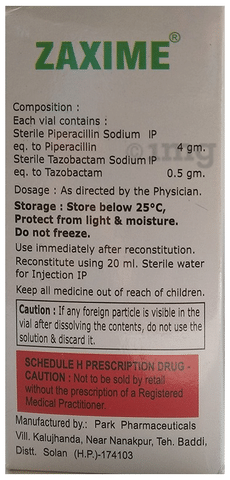 ZAXIME®
Composition :
Each vial contains :
Sterile Piperacillin Sodium IP
eq. to Piperacillin 4 gm.
Sterile Tazobactam Sodium IP
eq. to Tazobactam 0.5 gm.
Dosage : As directed by the Physician.
Storage : Store below 25°C,
Protect from light & moisture.
Do not freeze.
Use immediately after reconstitution.
Reconstitute using 20 ml. Sterile water
for Injection IP
Keep all medicine out of reach of children.
Caution : If any foreign particle is visible in the
vial after dissolving the contents, do not use the
solution & discard it.
SCHEDULE H PRESCRIPTION DRUG -
CAUTION : Not to be sold by retail
without the prescription of a Registered
Medical Practitioner.
Manufactured by.: Park Pharmaceuticals
Vill. Kalujhanda, Near Nanakpur, Teh. Baddi,
Distt. Solan (H.P.)-174103
1mg